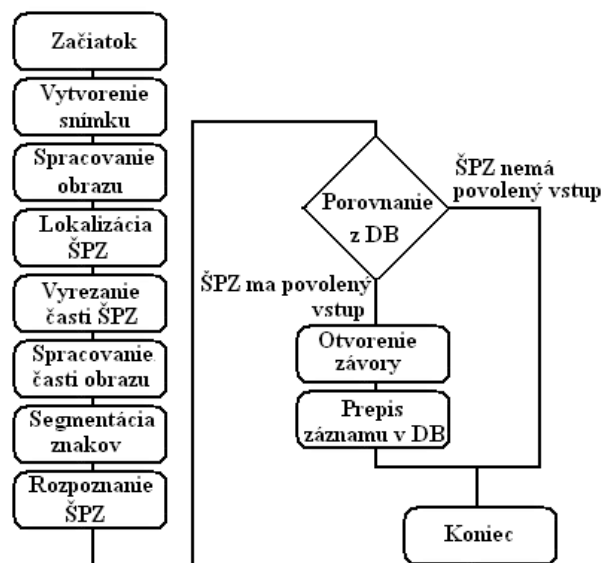 Začiatok
Vytvorenie
snímku
Spracovanie
obrazu
Lokalizácia
ŠPZ
Vyrezanie
časti ŠPZ
Spracovanie
časti obrazu
Segmentácia
znakov
Rozpoznanie
ŠPZ
Porovnanie
z DB
ŠPZ nemá
povolený vstup
ŠPZ ma povolený
vstup
Otvorenie
závory
Prepis
záznamu v DB
Koniec